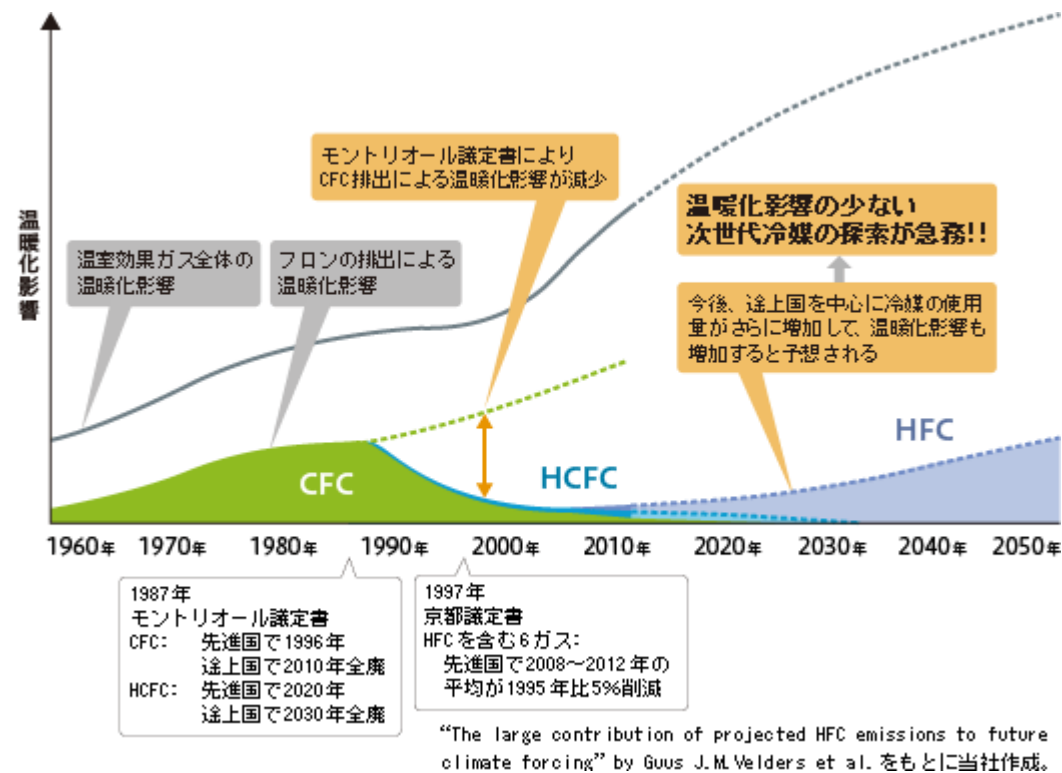 モントリオール議定書により
CFC排出による温暖化影響が減少
温暖化影響の少ない
次世代冷媒の探索が急務!!
温暖化影響
温室効果ガス全体の
温暖化影響
フロンの排出による
温暖化影響
今後、途上国を中心に冷媒の使用
量がさらに増加して、温暖化影響も
増加すると予想される
HFC
CFC
HCFC
1960年 1970年 1980年 1990年 2000年 2010年 2020年 2030年 2040年 2050年
1987年
モントリオール議定書
CFC: 先進国で1996年
途上国で2010年全廃
HCFC: 先進国で2020年
途上国で2030年全廃
1997年
京都議定書
HFCを含む6ガス:
先進国で2008～2012年の
平均が1995年比5%削減
“The large contribution of projected HFC emissions to future
climate forcing” by Guus J.M.Velders et al. をもとに当社作成。